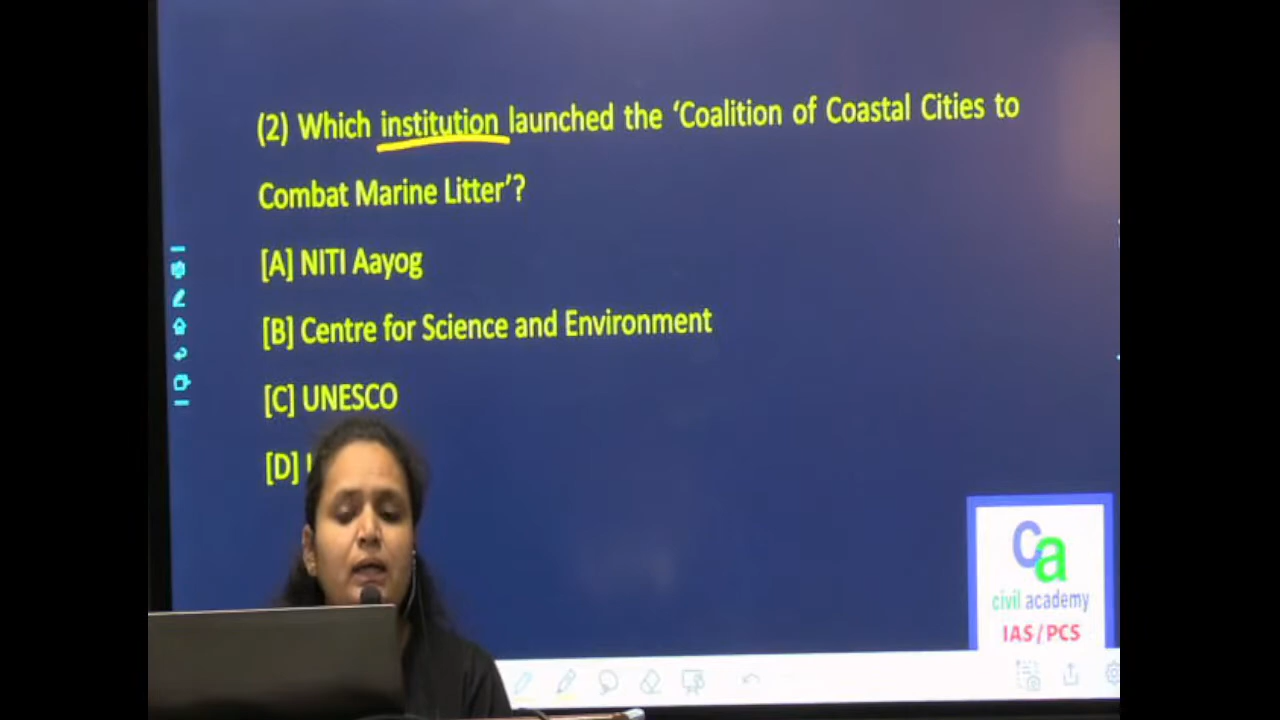 (2) Which institution launched the ‘Coalition of Coastal Cities to
Combat Marine Litter’?
[A] NITI Aayog
[B] Centre for Science and Environment
[C] UNESCO
[D]
ca
civil academy
IAS/PCS